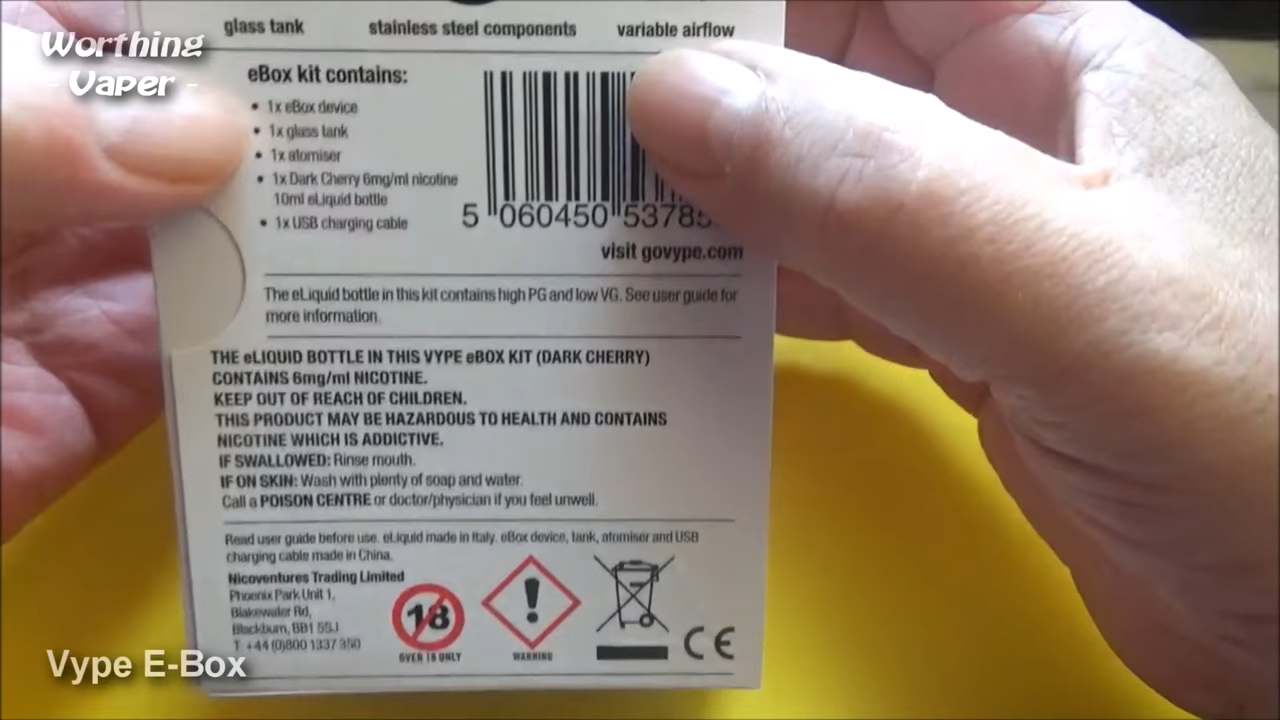 Worthing
- Vaper -
glass tank stainless steel components variable airflow
eBox kit contains:
• 1x eBox device
• 1x glass tank
• 1x atomiser
• 1x Dark Cherry 6mg/ml nicotine
10ml eLiquid bottle
• 1x USB charging cable
5 060450 53785
visit govype.com
The eLiquid bottle in this kit contains high PG and low VG. See user guide for
more information.
THE eLIQUID BOTTLE IN THIS VYPE eBOX KIT (DARK CHERRY)
CONTAINS 6mg/ml NICOTINE.
KEEP OUT OF REACH OF CHILDREN.
THIS PRODUCT MAY BE HAZARDOUS TO HEALTH AND CONTAINS
NICOTINE WHICH IS ADDICTIVE.
IF SWALLOWED: Rinse mouth.
IF ON SKIN: Wash with plenty of soap and water.
Call a POISON CENTRE or doctor/physician if you feel unwell.
Read user guide before use. eLiquid made in Italy. eBox device, tank, atomiser and USB
charging cable made in China.
Nicoventures Trading Limited
Phoenix Park Unit 1,
Blakewater Rd,
Blackburn, BB1 5SJ
T +44 (0)800 1337 350
18
OVER 18 ONLY
!
WARNING
CE
Vype E-Box